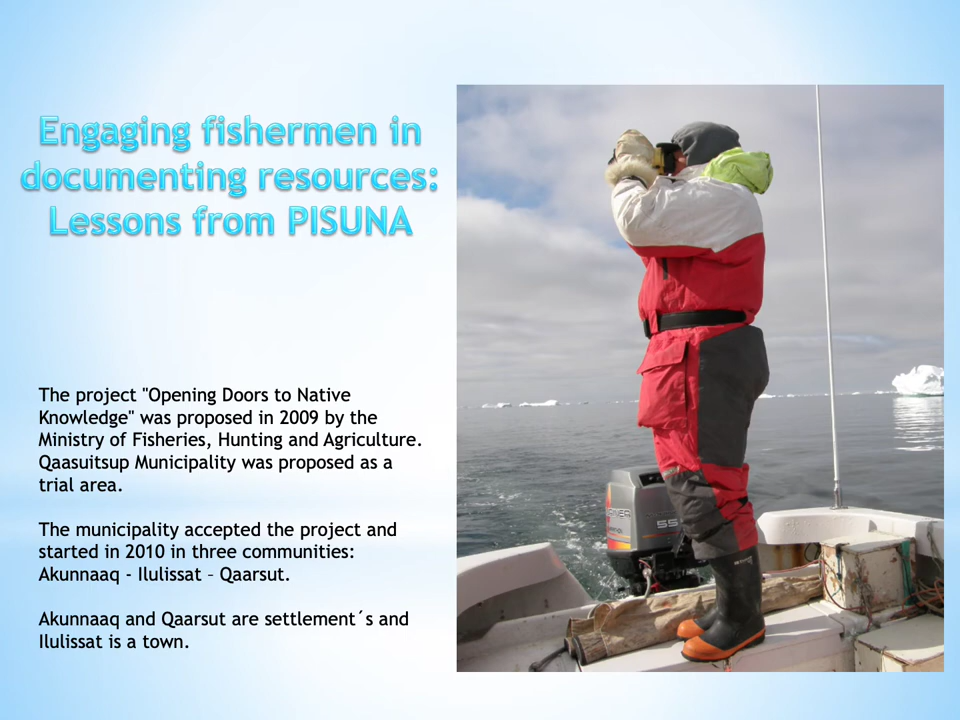 Engaging fishermen in
documenting resources:
Lessons from PISUNA
The project "Opening Doors to Native
Knowledge" was proposed in 2009 by the
Ministry of Fisheries, Hunting and Agriculture.
Qaasuitsup Municipality was proposed as a
trial area.
The municipality accepted the project and
started in 2010 in three communities:
Akunnaaq - Ilulissat – Qaarsut.
Akunnaaq and Qaarsut are settlement´s and
Ilulissat is a town.
55